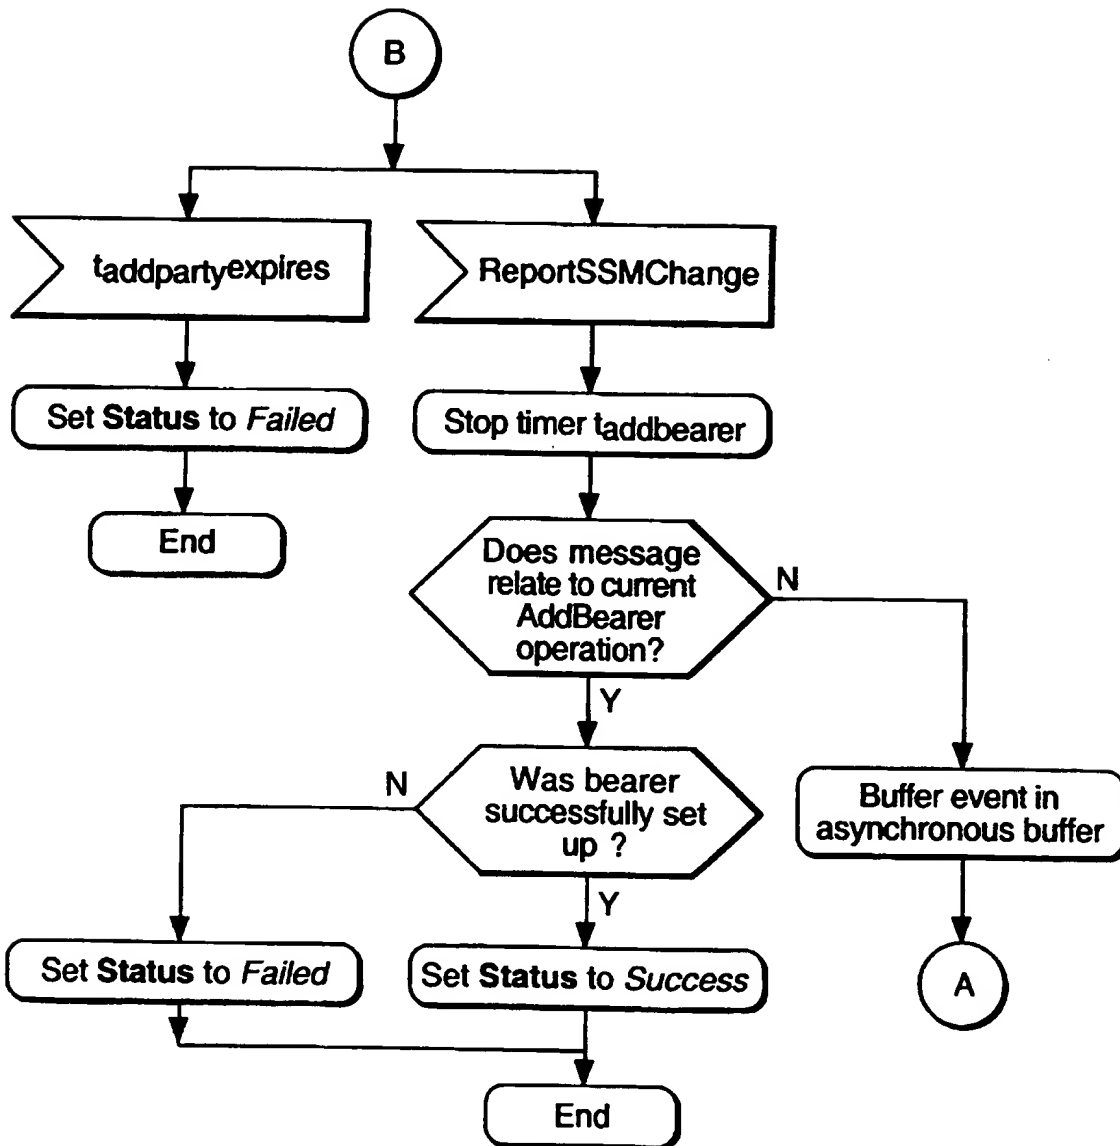 B
taddpartyexpires
ReportSSMChange
Set Status to Failed
Stop timer taddbearer
End
Does message
relate to current
AddBearer
operation?
N
Y
N
Was bearer
successfully set
up ?
Buffer event in
asynchronous buffer
Y
Set Status to Failed
Set Status to Success
A
End